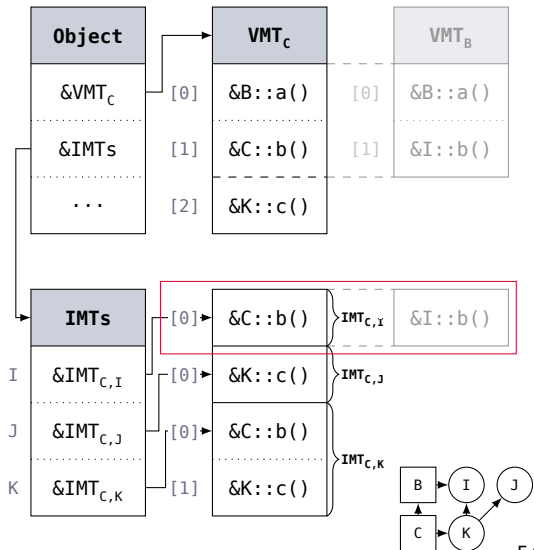 Object VMT_C VMT_B
&VMT_C [0] &B::a() [0] &B::a()
&IMTs [1] &C::b() [1] &I::b()
... [2] &K::c()
IMTs [0] &C::b() IMT_C,I &I::b()
I &IMT_C,I [0] &K::c() IMT_C,J
J &IMT_C,J [0] &C::b()
IMT_C,K
K &IMT_C,K [1] &K::c()
B I J
C K